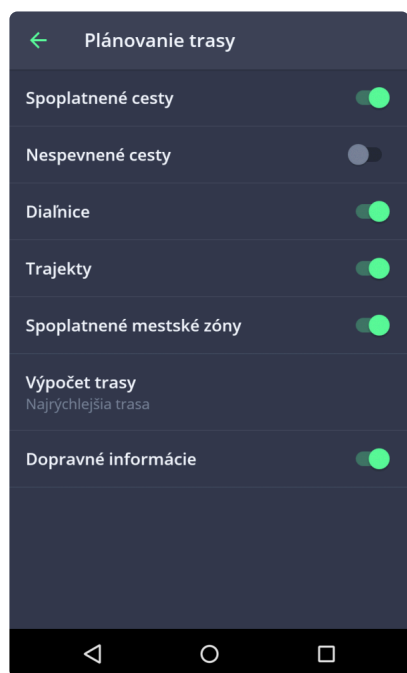 Plánovanie trasy
Spoplatnené cesty
Nespevnené cesty
Diaľnice
Trajekty
Spoplatnené mestské zóny
Výpočet trasy
Najrýchlejšia trasa
Dopravné informácie